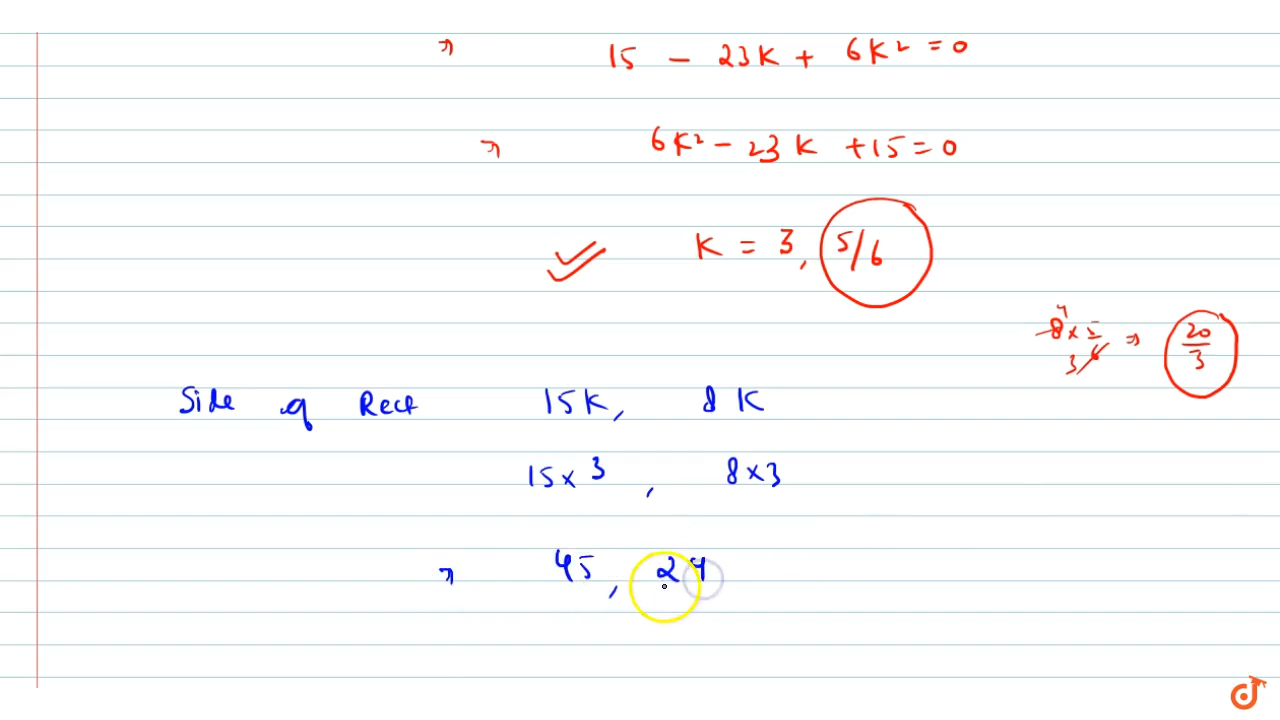 ⇒ 15 - 23K + 6K² = 0
⇒ 6K² - 23K + 15 = 0
K = 3, 5/6
8⁴ × 5 / 3 6 ⇒ 20/3
Side of Rect 15K, 8K
15×3, 8×3
⇒ 45, 24